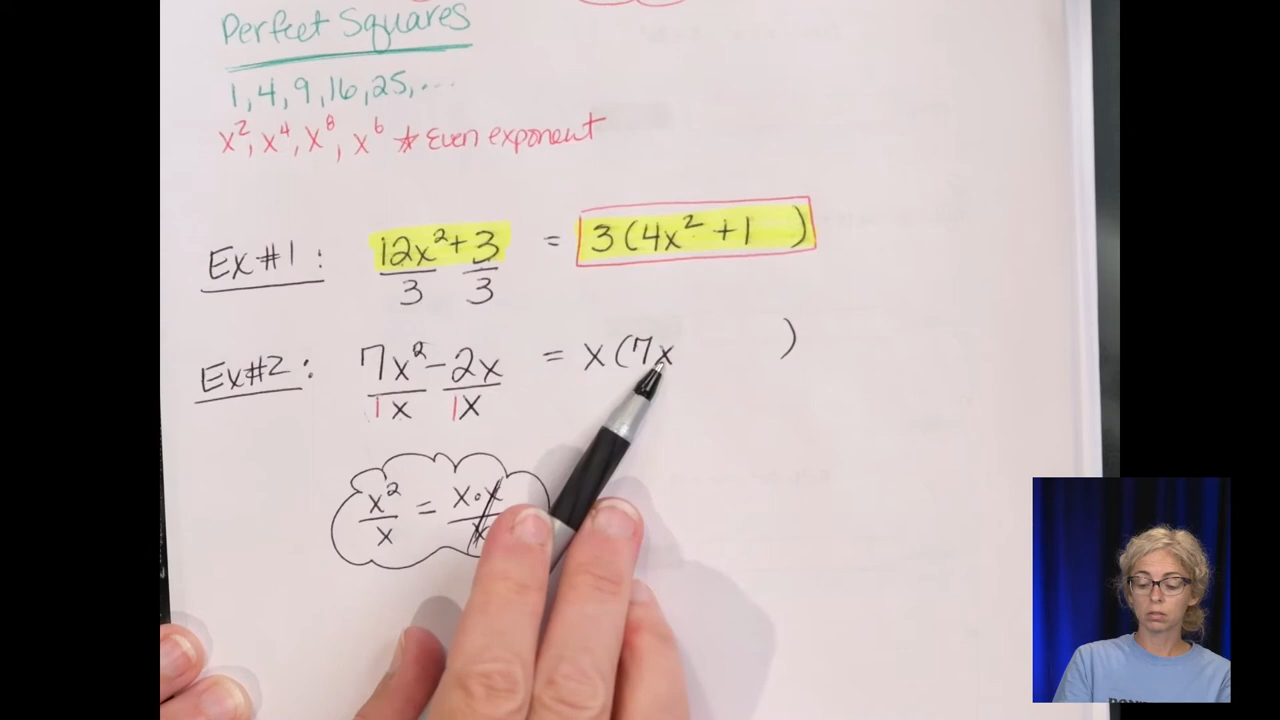 Perfect Squares
1, 4, 9, 16, 25, ...
x², x⁴, x⁸, x⁶ * Even exponent
Ex#1: 12x² + 3 = 3(4x² + 1 )
3 3
Ex#2: 7x² - 2x = x(7x )
1x 1x
x²/x = x·x/x